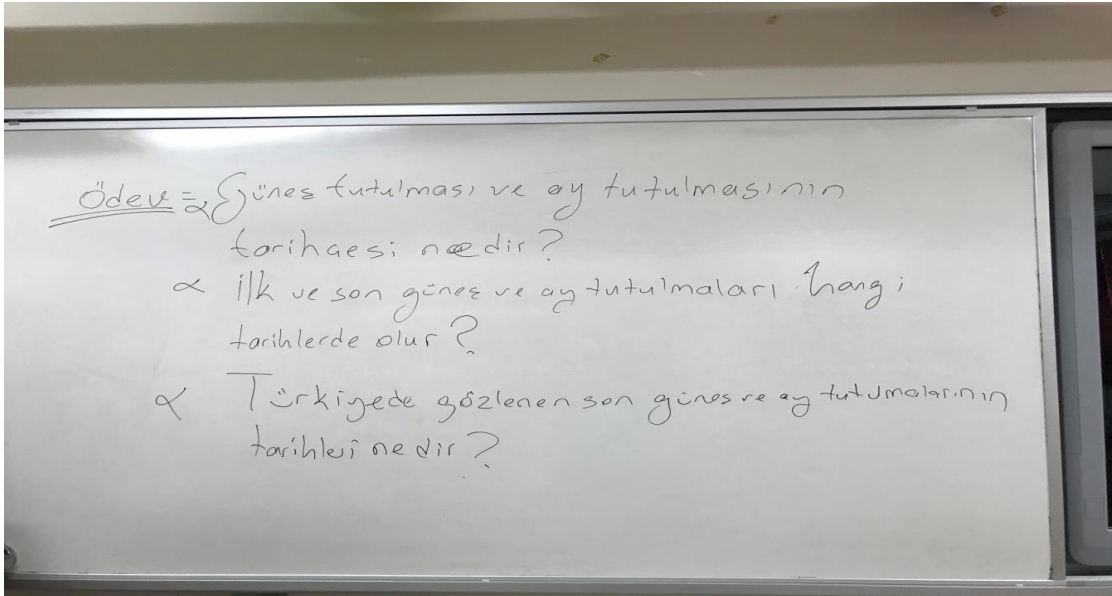 Ödev = Güneş tutulması ve ay tutulmasının
tarihçesi nedir?
İlk ve son güneş ve ay tutulmaları hangi
tarihlerde olur?
Türkiyede gözlenen son güneş ve ay tutulmalarının
tarihleri nedir?